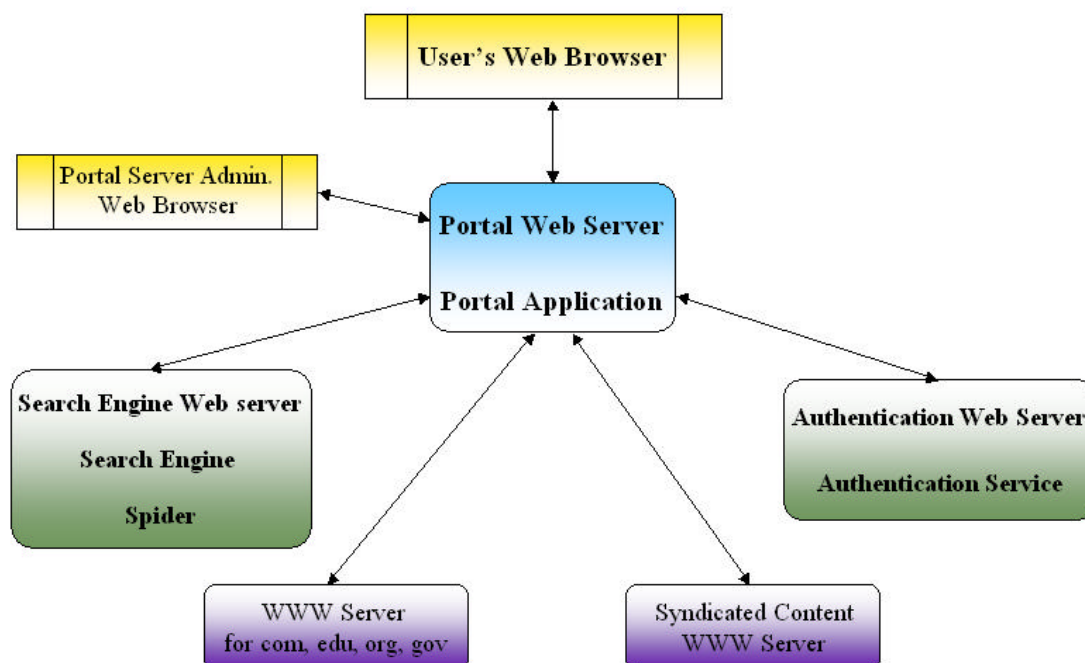 User's Web Browser
Portal Server Admin.
Web Browser
Portal Web Server
Portal Application
Search Engine Web server
Search Engine
Spider
Authentication Web Server
Authentication Service
WWW Server
for com, edu, org, gov
Syndicated Content
WWW Server